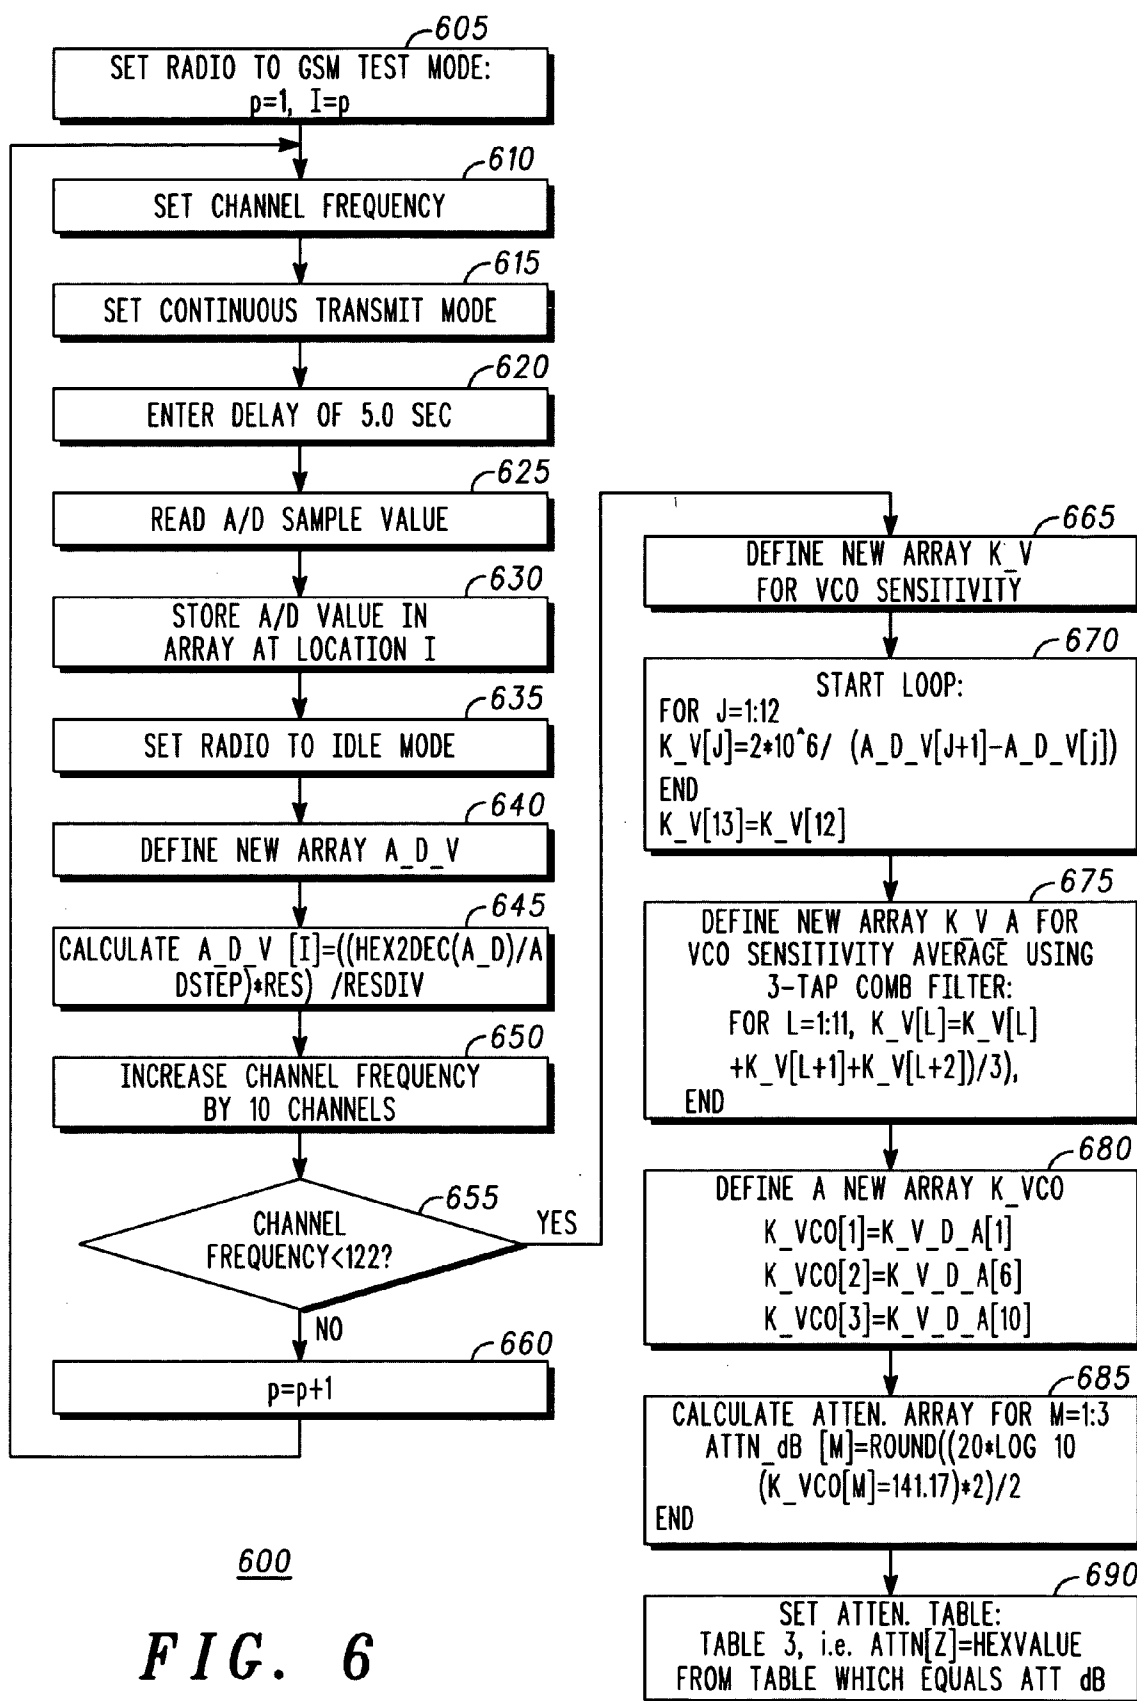 605
SET RADIO TO GSM TEST MODE:
p=1, I=p
610
SET CHANNEL FREQUENCY
615
SET CONTINUOUS TRANSMIT MODE
620
ENTER DELAY OF 5.0 SEC
625
READ A/D SAMPLE VALUE
630
STORE A/D VALUE IN
ARRAY AT LOCATION I
635
SET RADIO TO IDLE MODE
640
DEFINE NEW ARRAY A_D_V
645
CALCULATE A_D_V [I]=((HEX2DEC(A_D)/A
DSTEP)*RES) /RESDIV
650
INCREASE CHANNEL FREQUENCY
BY 10 CHANNELS
655
CHANNEL
FREQUENCY<122?
YES
NO
660
p=p+1
665
DEFINE NEW ARRAY K_V
FOR VCO SENSITIVITY
670
START LOOP:
FOR J=1:12
K_V[J]=2*10^6/ (A_D_V[J+1]-A_D_V[j])
END
K_V[13]=K_V[12]
675
DEFINE NEW ARRAY K_V_A FOR
VCO SENSITIVITY AVERAGE USING
3-TAP COMB FILTER:
FOR L=1:11, K_V[L]=K_V[L]
+K_V[L+1]+K_V[L+2])/3),
END
680
DEFINE A NEW ARRAY K_VCO
K_VCO[1]=K_V_D_A[1]
K_VCO[2]=K_V_D_A[6]
K_VCO[3]=K_V_D_A[10]
685
CALCULATE ATTEN. ARRAY FOR M=1:3
ATTN_dB [M]=ROUND((20*LOG 10
(K_VCO[M]=141.17)*2)/2
END
690
SET ATTEN. TABLE:
TABLE 3, i.e. ATTN[Z]=HEXVALUE
FROM TABLE WHICH EQUALS ATT dB
600
FIG. 6